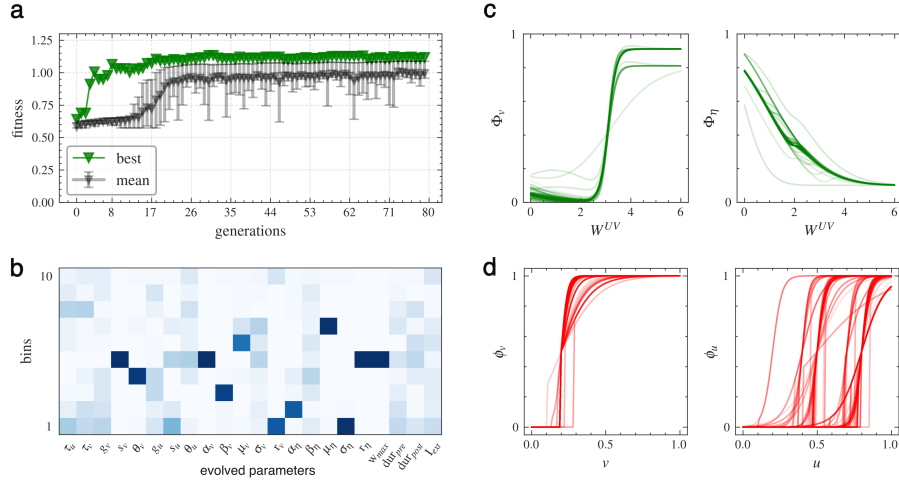 a
1.25
1.00
0.75
0.50
0.25
0.00
fitness
best
mean
0 8 17 26 35 44 53 62 71 80
generations
b
10
bins
1
τu τv gv sv θv gu su θu αv βv μv σv rv αη βη μη ση rη wmax durpre durpost Iext
evolved parameters
c
1
Φv
0
0 2 4 6
W^UV
1
Φη
0
0 2 4 6
W^UV
d
1
ϕv
0
0.0 0.5 1.0
v
1
ϕu
0
0.0 0.5 1.0
u